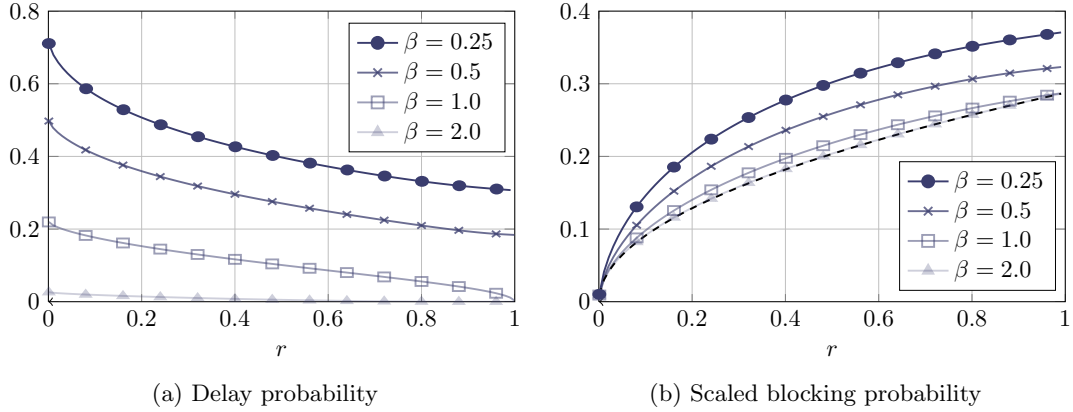 0.8
0.6
0.4
0.2
0
0
0.2
0.4
0.6
0.8
1
r
β = 0.25
β = 0.5
β = 1.0
β = 2.0
(a) Delay probability
0.4
0.3
0.2
0.1
0
0
0.2
0.4
0.6
0.8
1
r
β = 0.25
β = 0.5
β = 1.0
β = 2.0
(b) Scaled blocking probability